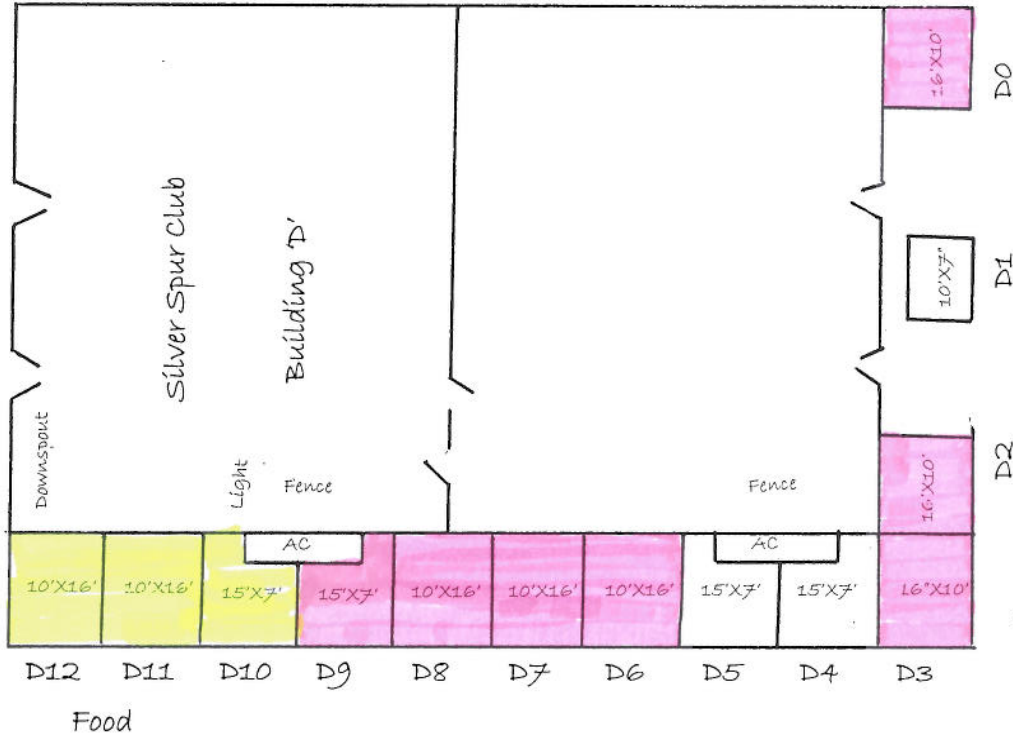 16'X10'
D0
Silver Spur Club
Building 'D'
10'X7'
D1
Downspout
Light
Fence
Fence
16'X10'
D2
AC
AC
10'X16'
10'X16'
15'X7'
15'X7'
10'X16'
10'X16'
10'X16'
15'X7'
15'X7'
16"X10'
D12
D11
D10
D9
D8
D7
D6
D5
D4
D3
Food